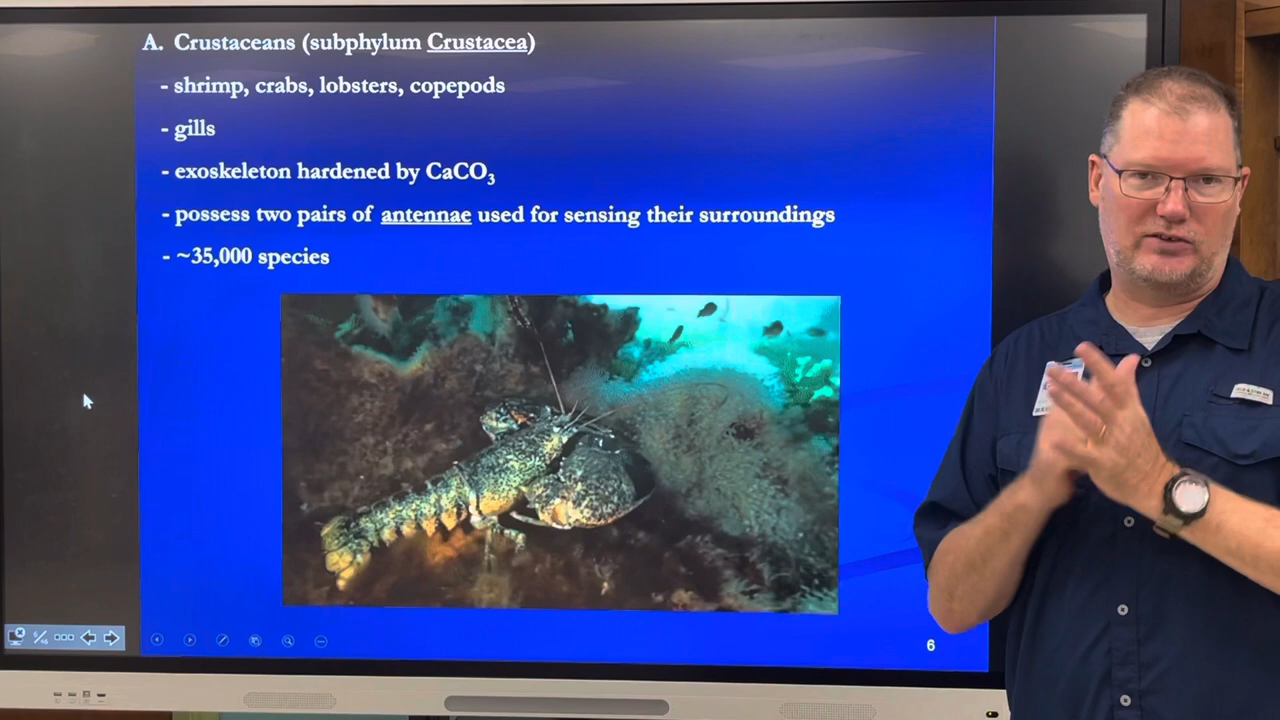 A. Crustaceans (subphylum Crustacea)
- shrimp, crabs, lobsters, copepods
- gills
- exoskeleton hardened by CaCO₃
- possess two pairs of antennae used for sensing their surroundings
- ~35,000 species
6